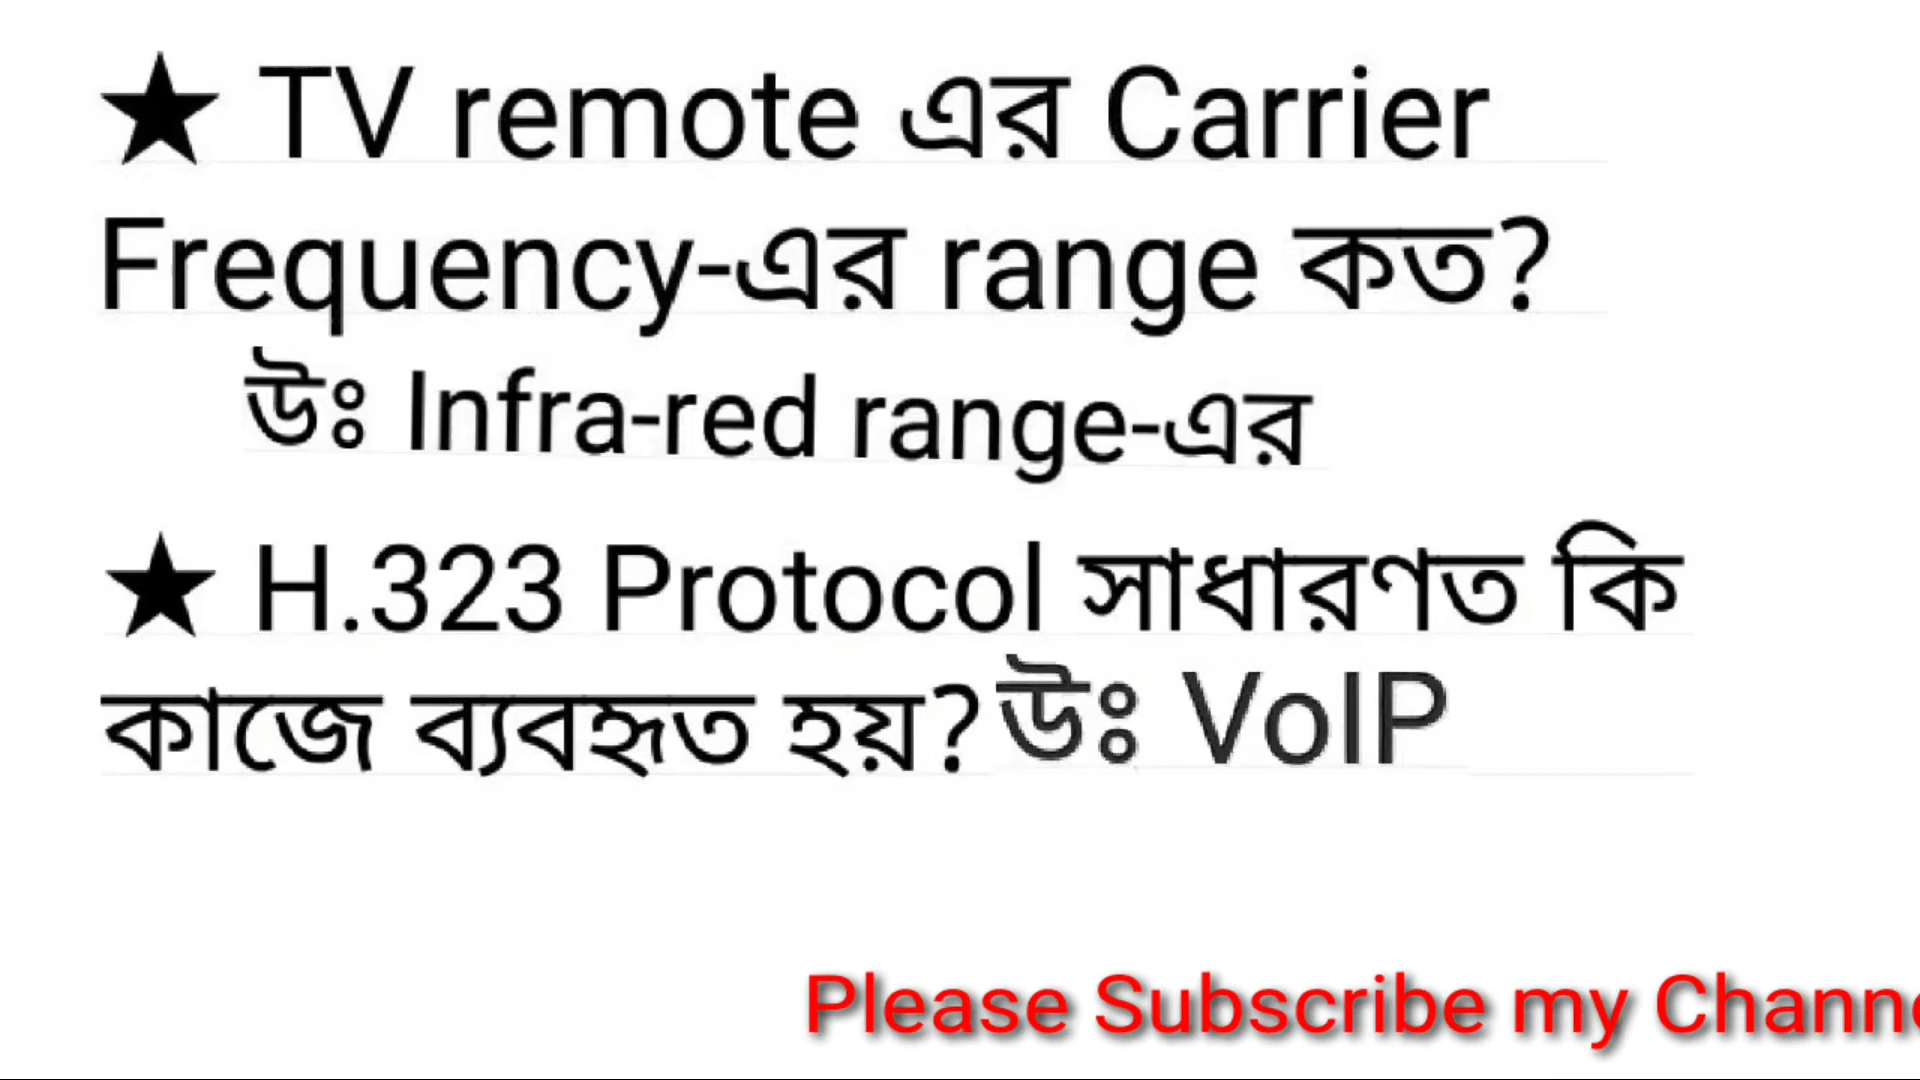 ★ TV remote এর Carrier
Frequency-এর range কত?
উঃ Infra-red range-এর
★ H.323 Protocol সাধারণত কি
কাজে ব্যবহৃত হয়? উঃ VoIP
Please Subscribe my Channe